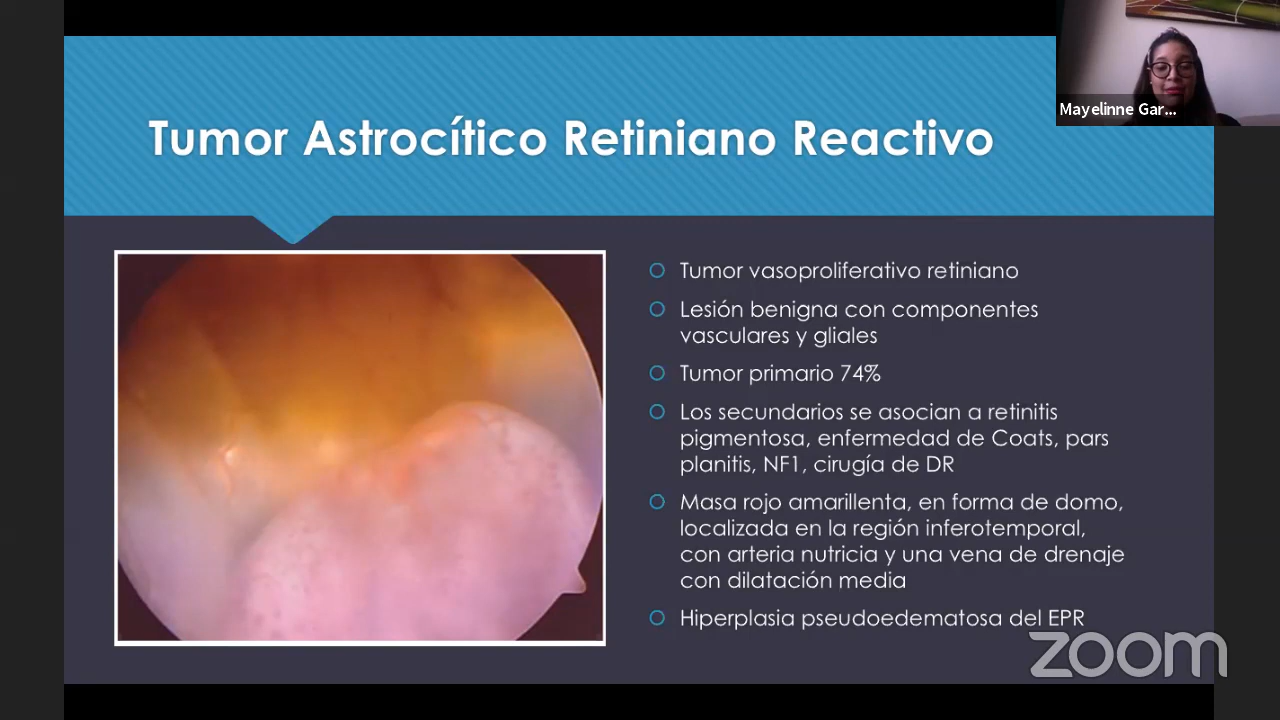 Mayelinne Gar...
Tumor Astrocítico Retiniano Reactivo
Tumor vasoproliferativo retiniano
Lesión benigna con componentes
vasculares y gliales
Tumor primario 74%
Los secundarios se asocian a retinitis
pigmentosa, enfermedad de Coats, pars
planitis, NF1, cirugía de DR
Masa rojo amarillenta, en forma de domo,
localizada en la región inferotemporal,
con arteria nutricia y una vena de drenaje
con dilatación media
Hiperplasia pseudoedematosa del EPR
zoom